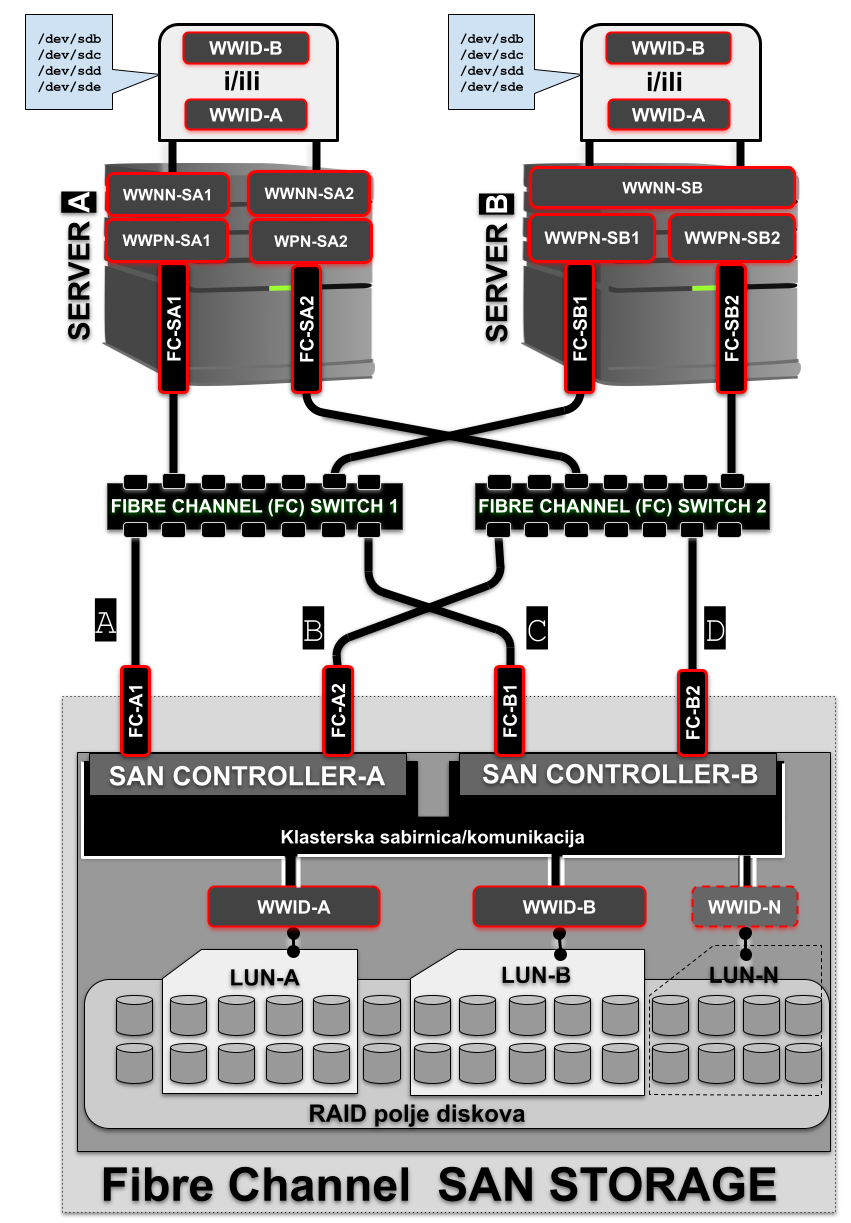 /dev/sdb
/dev/sdc
/dev/sdd
/dev/sde
WWID-B
i/ili
WWID-A
/dev/sdb
/dev/sdc
/dev/sdd
/dev/sde
WWID-B
i/ili
WWID-A
SERVER A
WWNN-SA1
WWNN-SA2
WWPN-SA1
WPN-SA2
FC-SA1
FC-SA2
SERVER B
WWNN-SB
WWPN-SB1
WWPN-SB2
FC-SB1
FC-SB2
FIBRE CHANNEL (FC) SWITCH 1
FIBRE CHANNEL (FC) SWITCH 2
A
B
C
D
FC-A1
FC-A2
FC-B1
FC-B2
SAN CONTROLLER-A
SAN CONTROLLER-B
Klasterska sabirnica/komunikacija
WWID-A
WWID-B
WWID-N
LUN-A
LUN-B
LUN-N
RAID polje diskova
Fibre Channel SAN STORAGE